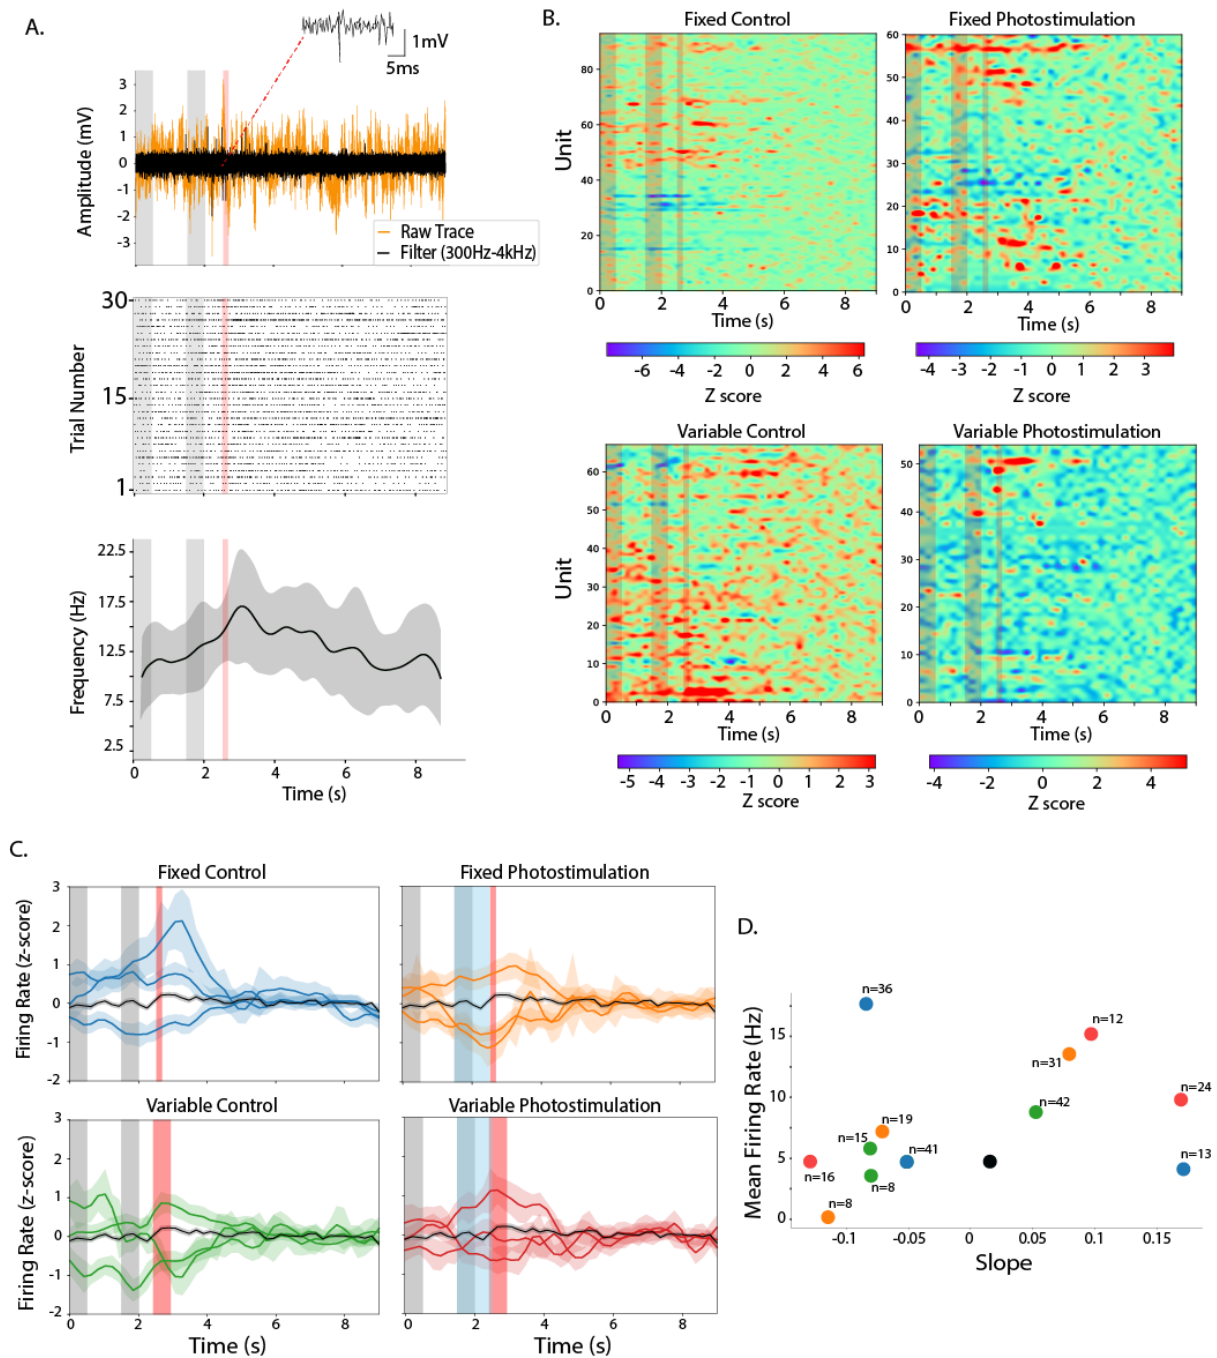 A.
1mV
5ms
3
2
1
0
-1
-2
-3
Amplitude (mV)
Raw Trace
Filter (300Hz-4kHz)
30
15
1
Trial Number
22.5
17.5
12.5
7.5
2.5
Frequency (Hz)
0 2 4 6 8
Time (s)
B.
Fixed Control
80
60
40
20
0
Unit
0 2 4 6 8
Time (s)
-6 -4 -2 0 2 4 6
Z score
Fixed Photostimulation
60
50
40
30
20
10
0
0 2 4 6 8
Time (s)
-4 -3 -2 -1 0 1 2 3
Z score
Variable Control
60
50
40
30
20
10
0
Unit
0 2 4 6 8
Time (s)
-5 -4 -3 -2 -1 0 1 2 3
Z score
Variable Photostimulation
50
40
30
20
10
0
0 2 4 6 8
Time (s)
-4 -2 0 2 4
Z score
C.
Fixed Control
3
2
1
0
-1
-2
Firing Rate (z-score)
Fixed Photostimulation
Variable Control
3
2
1
0
-1
-2
Firing Rate (z-score)
0 2 4 6 8
Time (s)
Variable Photostimulation
0 2 4 6 8
Time (s)
D.
n=36
n=12
n=31
n=24
n=42
n=19
n=15
n=41
n=13
n=16
n=8
n=8
15
10
5
0
Mean Firing Rate (Hz)
-0.1 -0.05 0 0.05 0.1 0.15
Slope